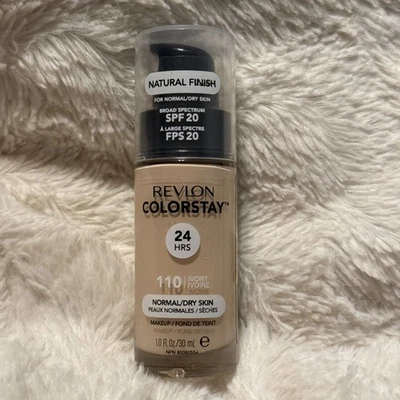 NATURAL FINISH
FOR NORMAL/DRY SKIN
BROAD SPECTRUM
SPF 20
À LARGE SPECTRE
FPS 20
REVLON
COLORSTAY™
24
HRS
110 IVORY
IVOIRE
NORMAL/DRY SKIN
PEAUX NORMALES / SÈCHES
MAKEUP / FOND DE TEINT
1.0 Fl. Oz / 30 mL e